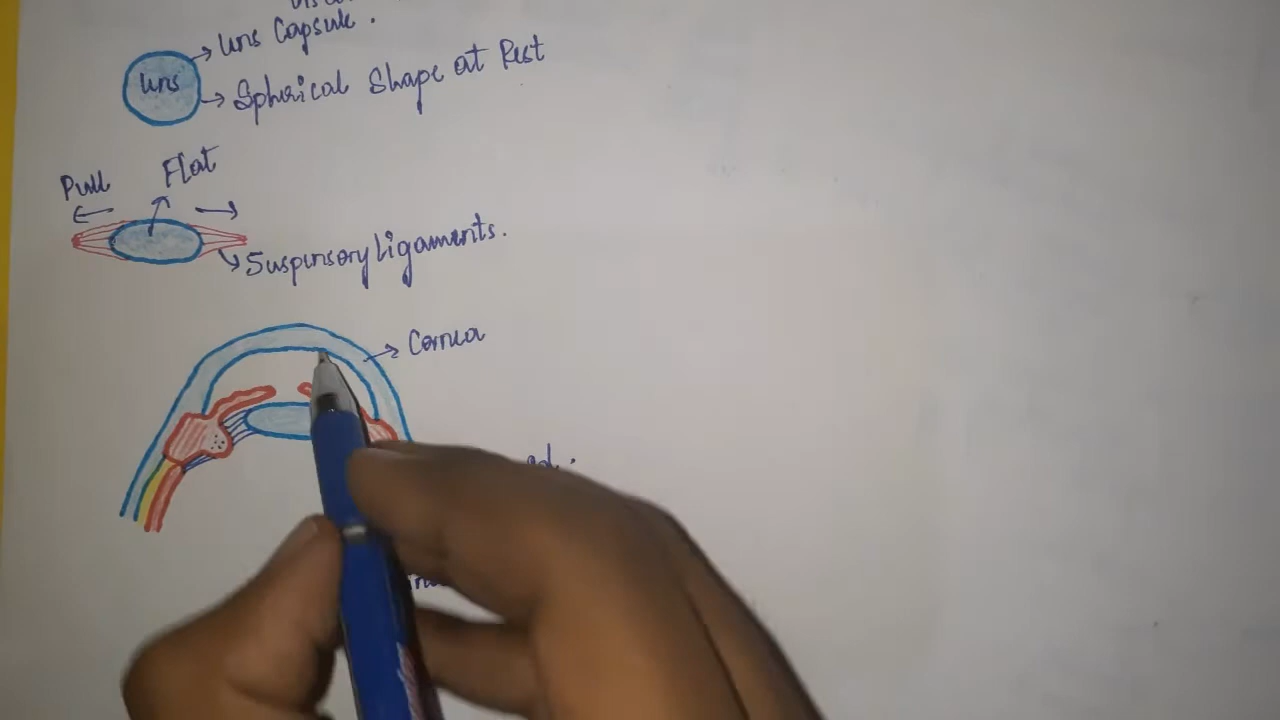 Lens Capsule.
Lens
Spherical Shape at Rest
Pull
Flat
Suspensory Ligaments.
Cornea